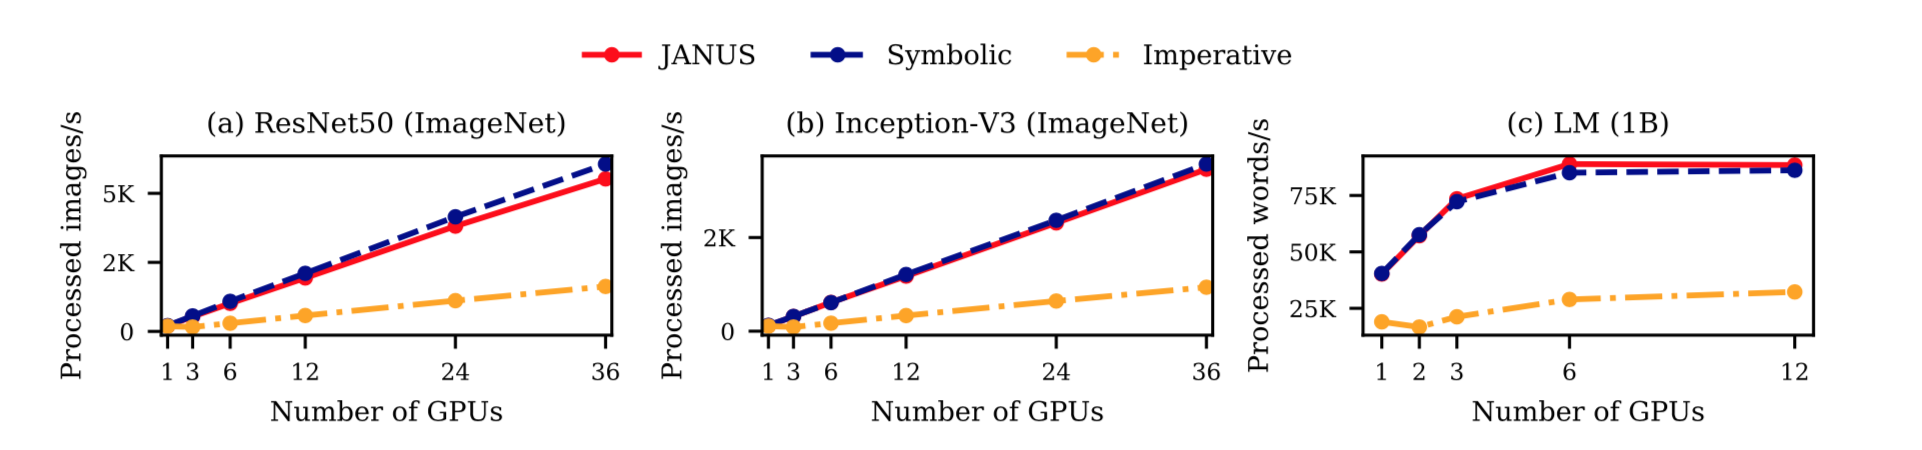 JANUS Symbolic Imperative
(a) ResNet50 (ImageNet)
Processed images/s
5K
2K
0
1 3 6 12 24 36
Number of GPUs
(b) Inception-V3 (ImageNet)
Processed images/s
2K
0
1 3 6 12 24 36
Number of GPUs
(c) LM (1B)
Processed words/s
75K
50K
25K
1 2 3 6 12
Number of GPUs